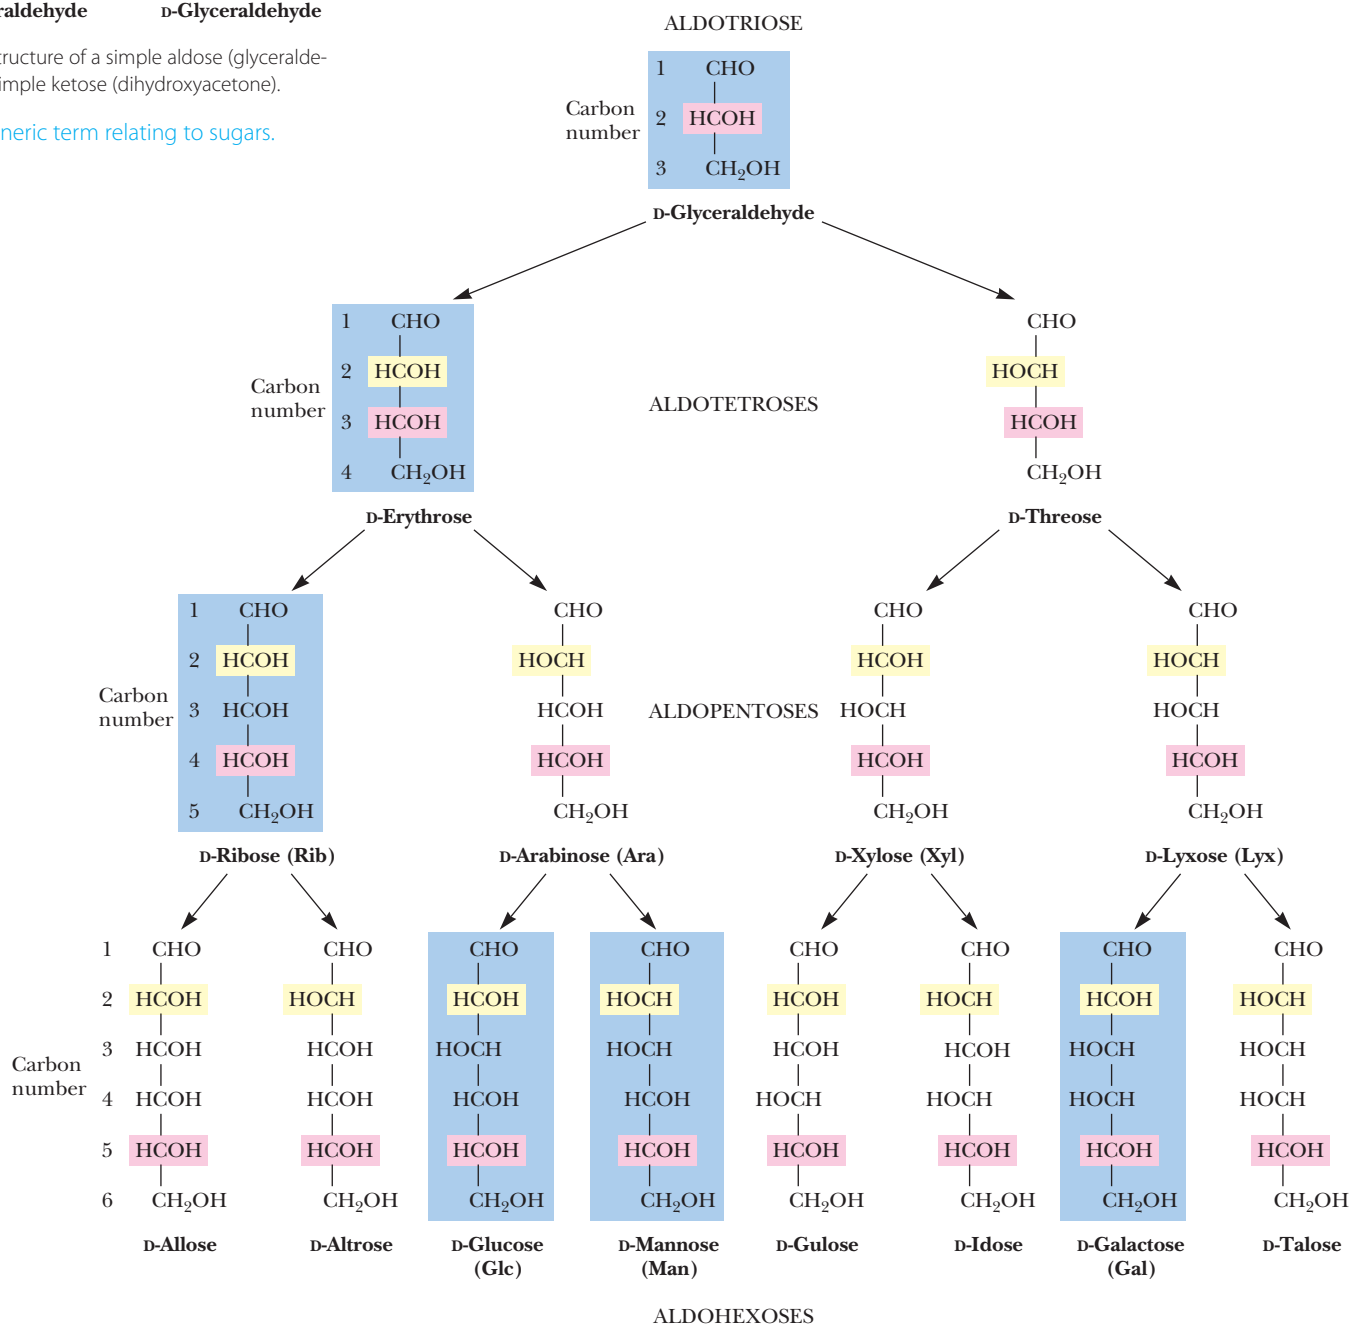 raldehyde D-Glyceraldehyde
tructure of a simple aldose (glyceralde-
imple ketose (dihydroxyacetone).
neric term relating to sugars.
ALDOTRIOSE
Carbon
number
1 CHO
2 HCOH
3 CH₂OH
D-Glyceraldehyde
Carbon
number
1 CHO
2 HCOH
3 HCOH
4 CH₂OH
D-Erythrose
ALDOTETROSES
CHO
HOCH
HCOH
CH₂OH
D-Threose
Carbon
number
1 CHO
2 HCOH
3 HCOH
4 HCOH
5 CH₂OH
D-Ribose (Rib)
CHO
HOCH
HCOH
HCOH
CH₂OH
D-Arabinose (Ara)
ALDOPENTOSES
CHO
HCOH
HOCH
HCOH
CH₂OH
D-Xylose (Xyl)
CHO
HOCH
HOCH
HCOH
CH₂OH
D-Lyxose (Lyx)
Carbon
number
1 CHO
2 HCOH
3 HCOH
4 HCOH
5 HCOH
6 CH₂OH
D-Allose
CHO
HOCH
HCOH
HCOH
HCOH
CH₂OH
D-Altrose
CHO
HCOH
HOCH
HCOH
HCOH
CH₂OH
D-Glucose
(Glc)
CHO
HOCH
HOCH
HCOH
HCOH
CH₂OH
D-Mannose
(Man)
CHO
HCOH
HCOH
HOCH
HCOH
CH₂OH
D-Gulose
CHO
HOCH
HCOH
HOCH
HCOH
CH₂OH
D-Idose
CHO
HCOH
HOCH
HOCH
HCOH
CH₂OH
D-Galactose
(Gal)
CHO
HOCH
HOCH
HOCH
HCOH
CH₂OH
D-Talose
ALDOHEXOSES